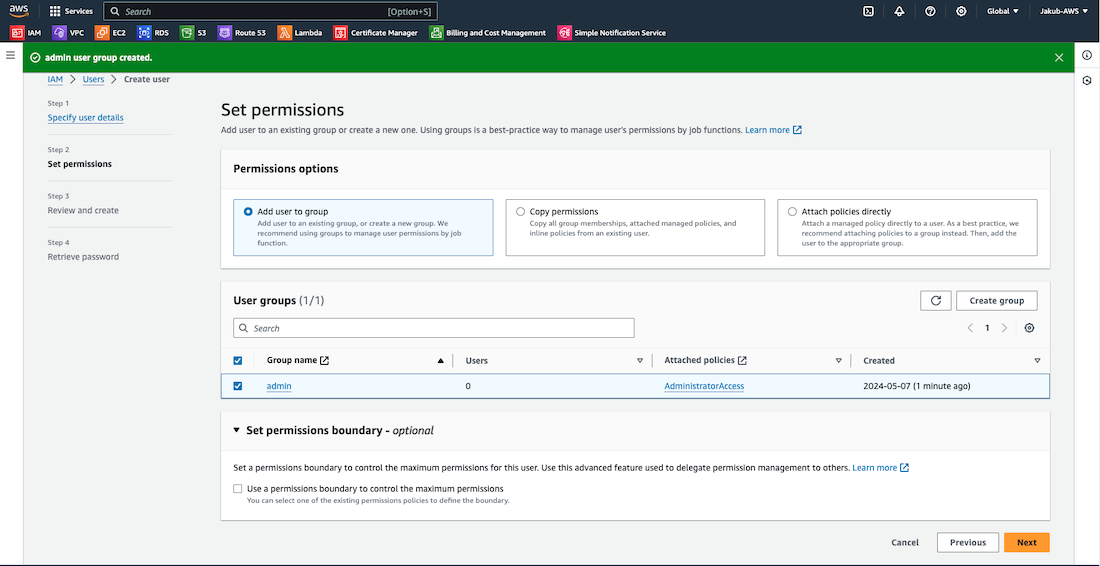 aws
Services
Search
[Option+S]
Global
Jakub-AWS
IAM
VPC
EC2
RDS
S3
Route 53
Lambda
Certificate Manager
Billing and Cost Management
Simple Notification Service
admin user group created.
IAM
Users
Create user
Step 1
Specify user details
Step 2
Set permissions
Step 3
Review and create
Step 4
Retrieve password
Set permissions
Add user to an existing group or create a new one. Using groups is a best-practice way to manage user's permissions by job functions. Learn more
Permissions options
Add user to group
Add user to an existing group, or create a new group. We
recommend using groups to manage user permissions by job
function.
Copy permissions
Copy all group memberships, attached managed policies, and
inline policies from an existing user.
Attach policies directly
Attach a managed policy directly to a user. As a best practice, we
recommend attaching policies to a group instead. Then, add the
user to the appropriate group.
User groups (1/1)
Create group
Search
1
Group name
Users
Attached policies
Created
admin
0
AdministratorAccess
2024-05-07 (1 minute ago)
Set permissions boundary - optional
Set a permissions boundary to control the maximum permissions for this user. Use this advanced feature used to delegate permission management to others. Learn more
Use a permissions boundary to control the maximum permissions
You can select one of the existing permissions policies to define the boundary.
Cancel
Previous
Next